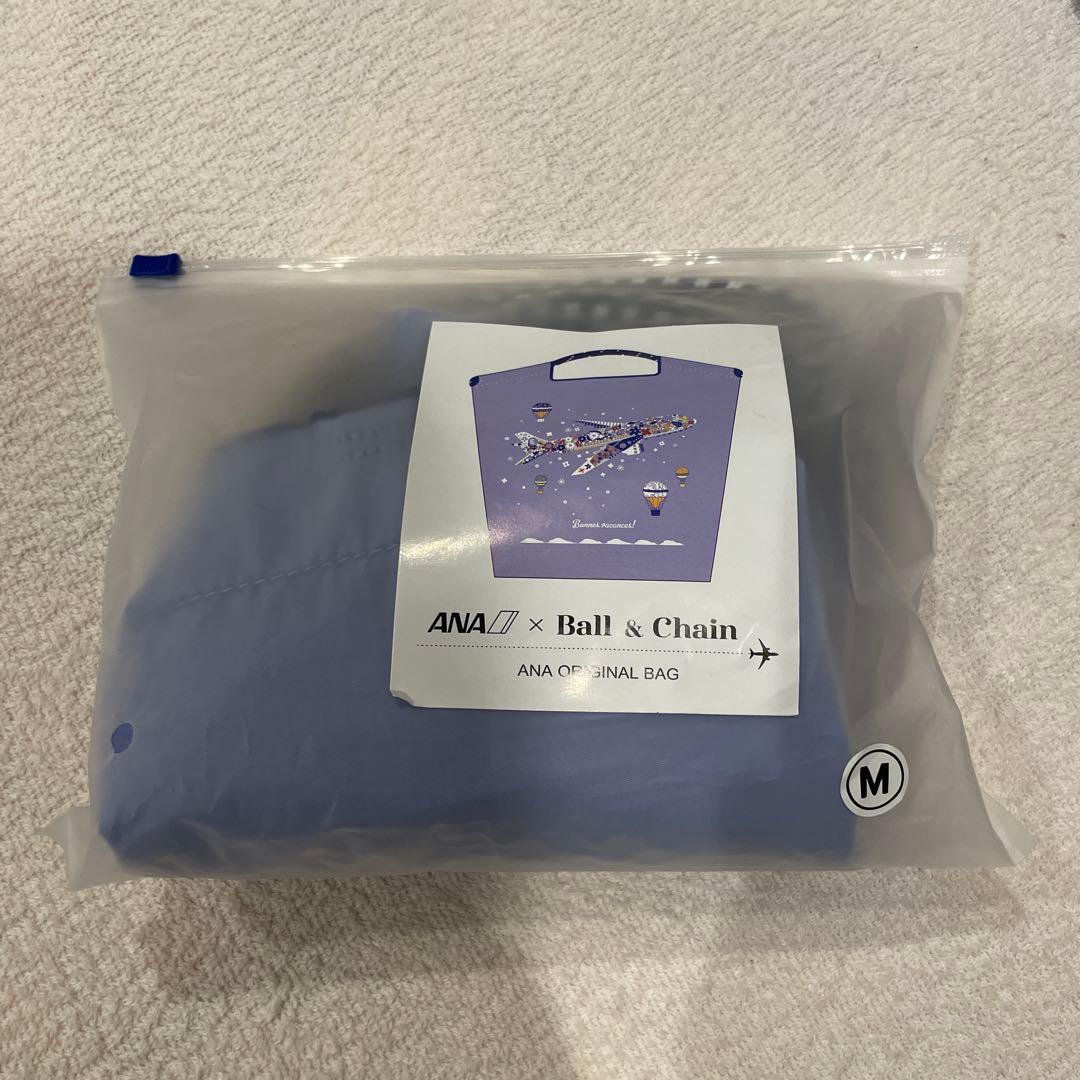 Bonnes vacances!
ANA × Ball & Chain
ANA ORIGINAL BAG
M